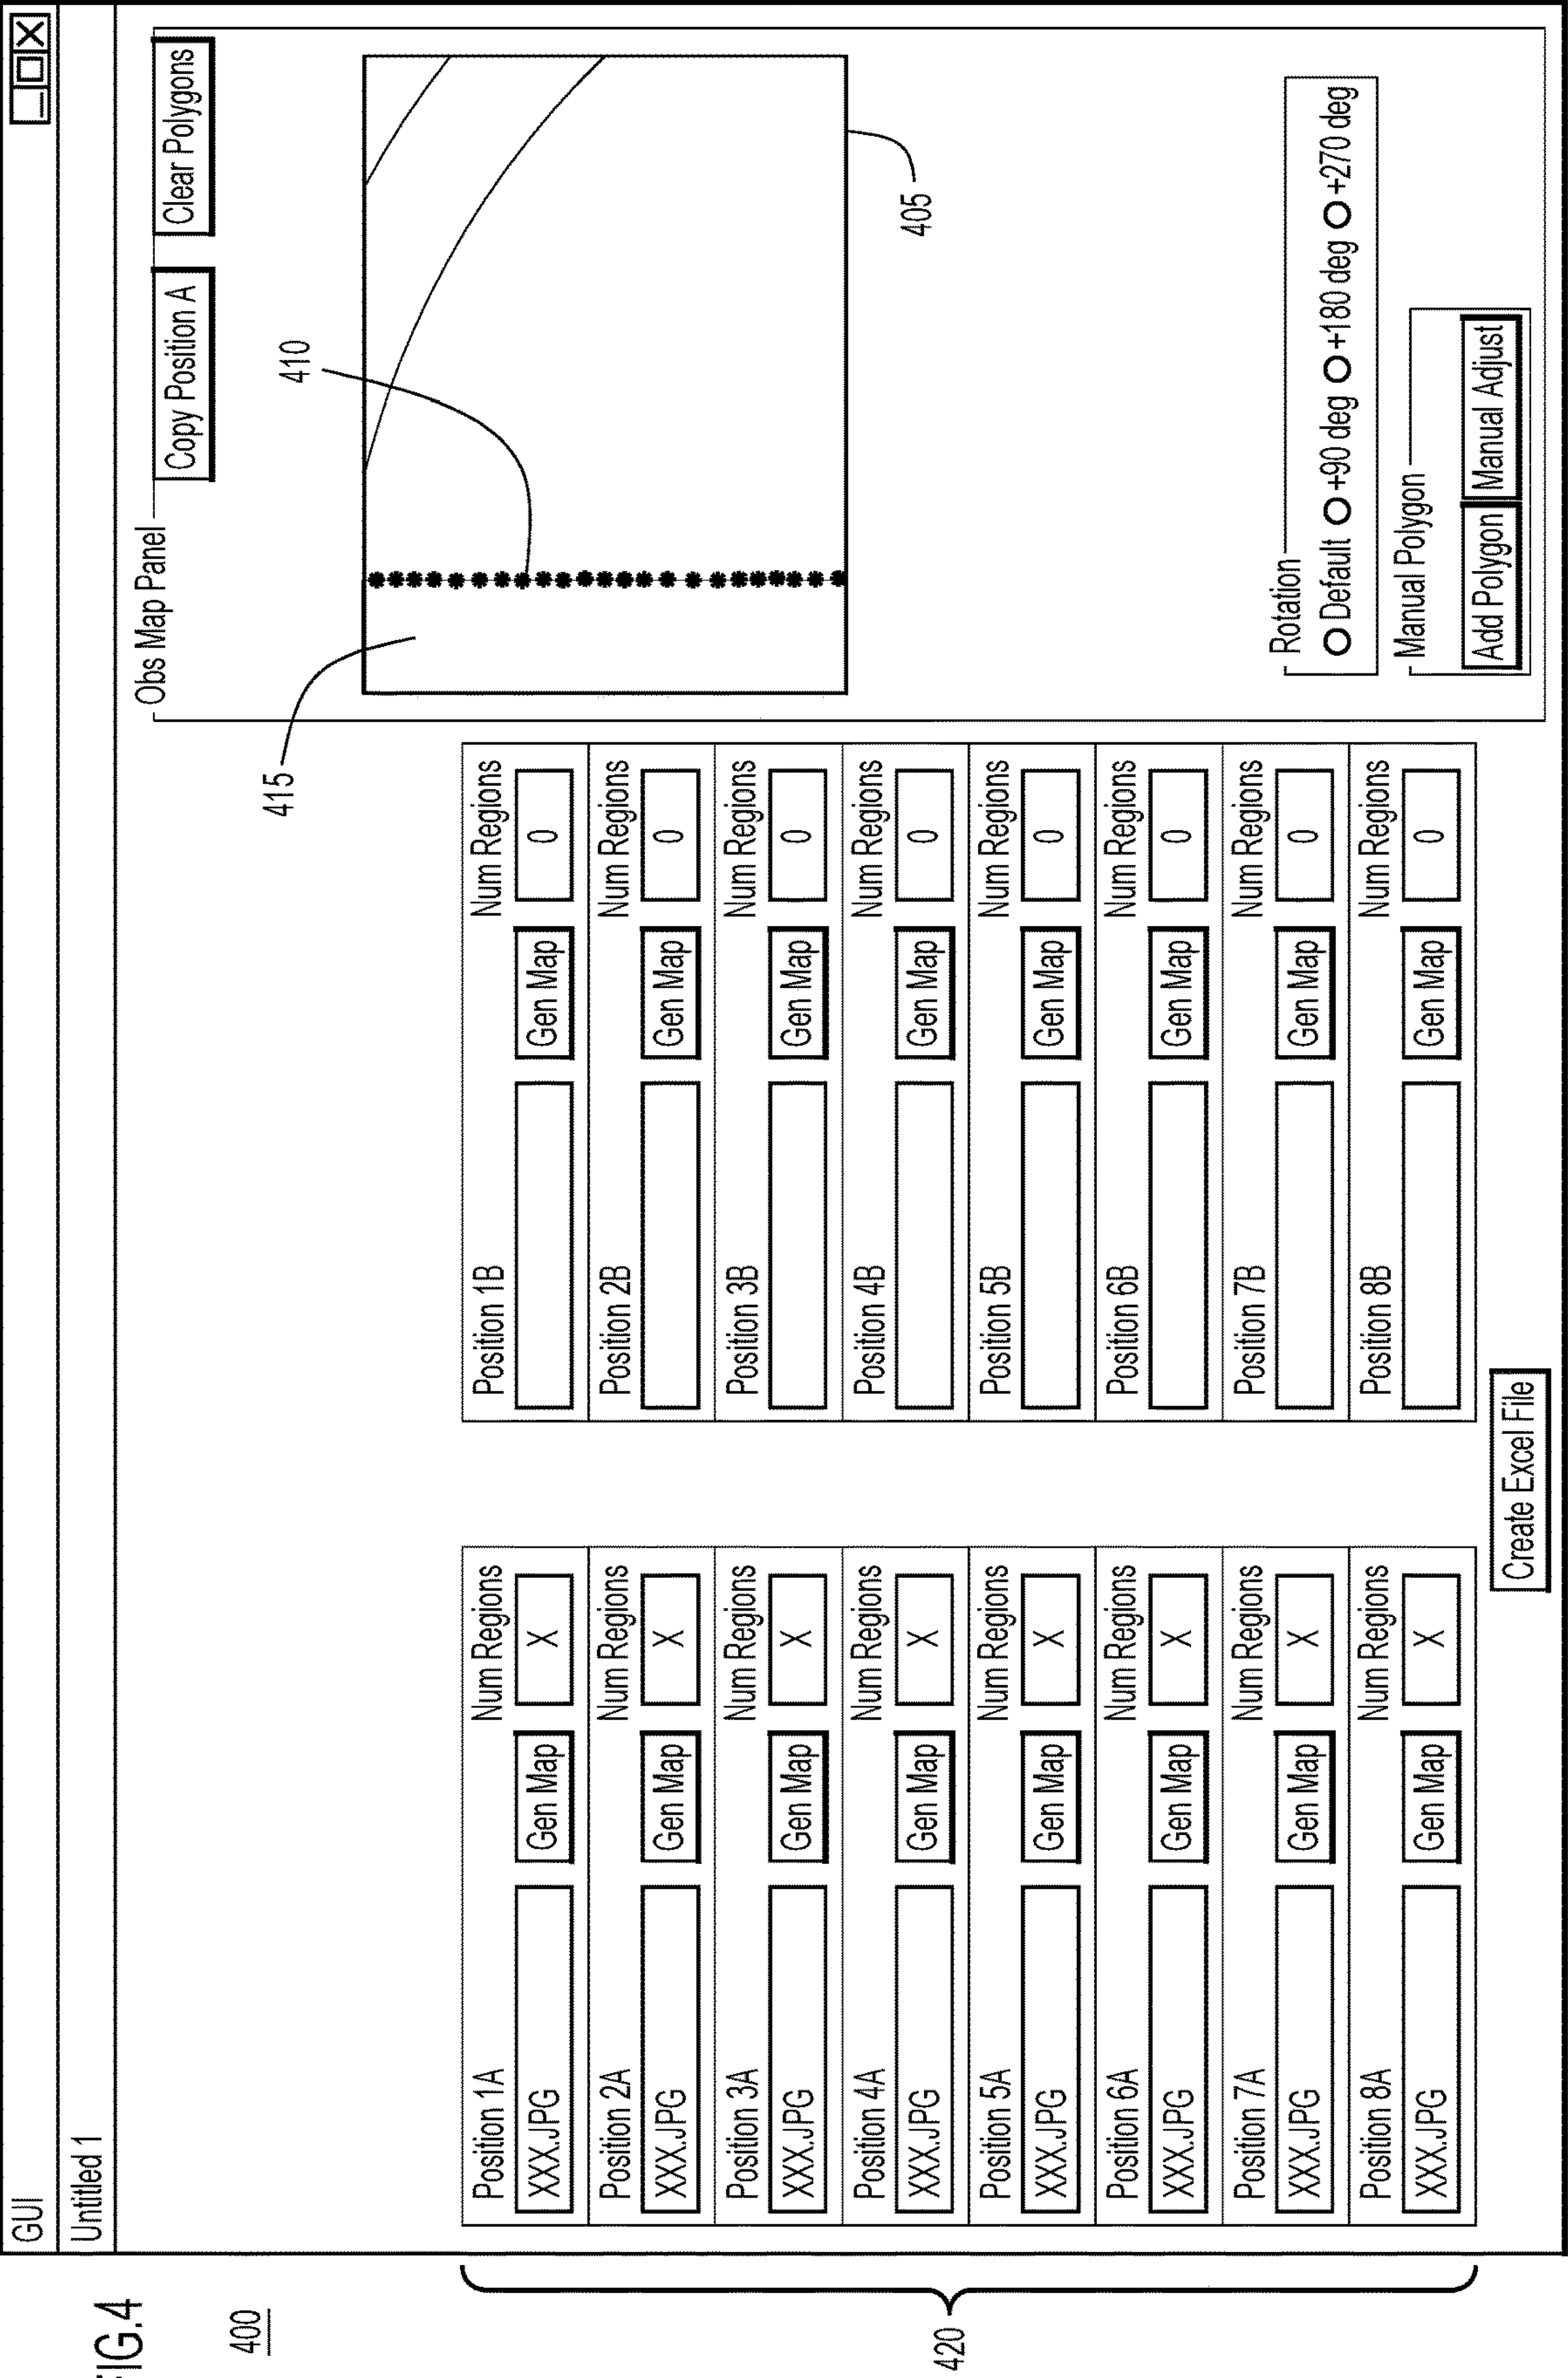 FIG.4
400
GUI
Untitled 1
Obs Map Panel
Copy Position A
Clear Polygons
415
410
405
420
Position 1A Num Regions
XXX.JPG Gen Map X
Position 2A Num Regions
XXX.JPG Gen Map X
Position 3A Num Regions
XXX.JPG Gen Map X
Position 4A Num Regions
XXX.JPG Gen Map X
Position 5A Num Regions
XXX.JPG Gen Map X
Position 6A Num Regions
XXX.JPG Gen Map X
Position 7A Num Regions
XXX.JPG Gen Map X
Position 8A Num Regions
XXX.JPG Gen Map X
Position 1B Num Regions
Gen Map 0
Position 2B Num Regions
Gen Map 0
Position 3B Num Regions
Gen Map 0
Position 4B Num Regions
Gen Map 0
Position 5B Num Regions
Gen Map 0
Position 6B Num Regions
Gen Map 0
Position 7B Num Regions
Gen Map 0
Position 8B Num Regions
Gen Map 0
Create Excel File
Rotation
Default +90 deg +180 deg +270 deg
Manual Polygon
Add Polygon Manual Adjust